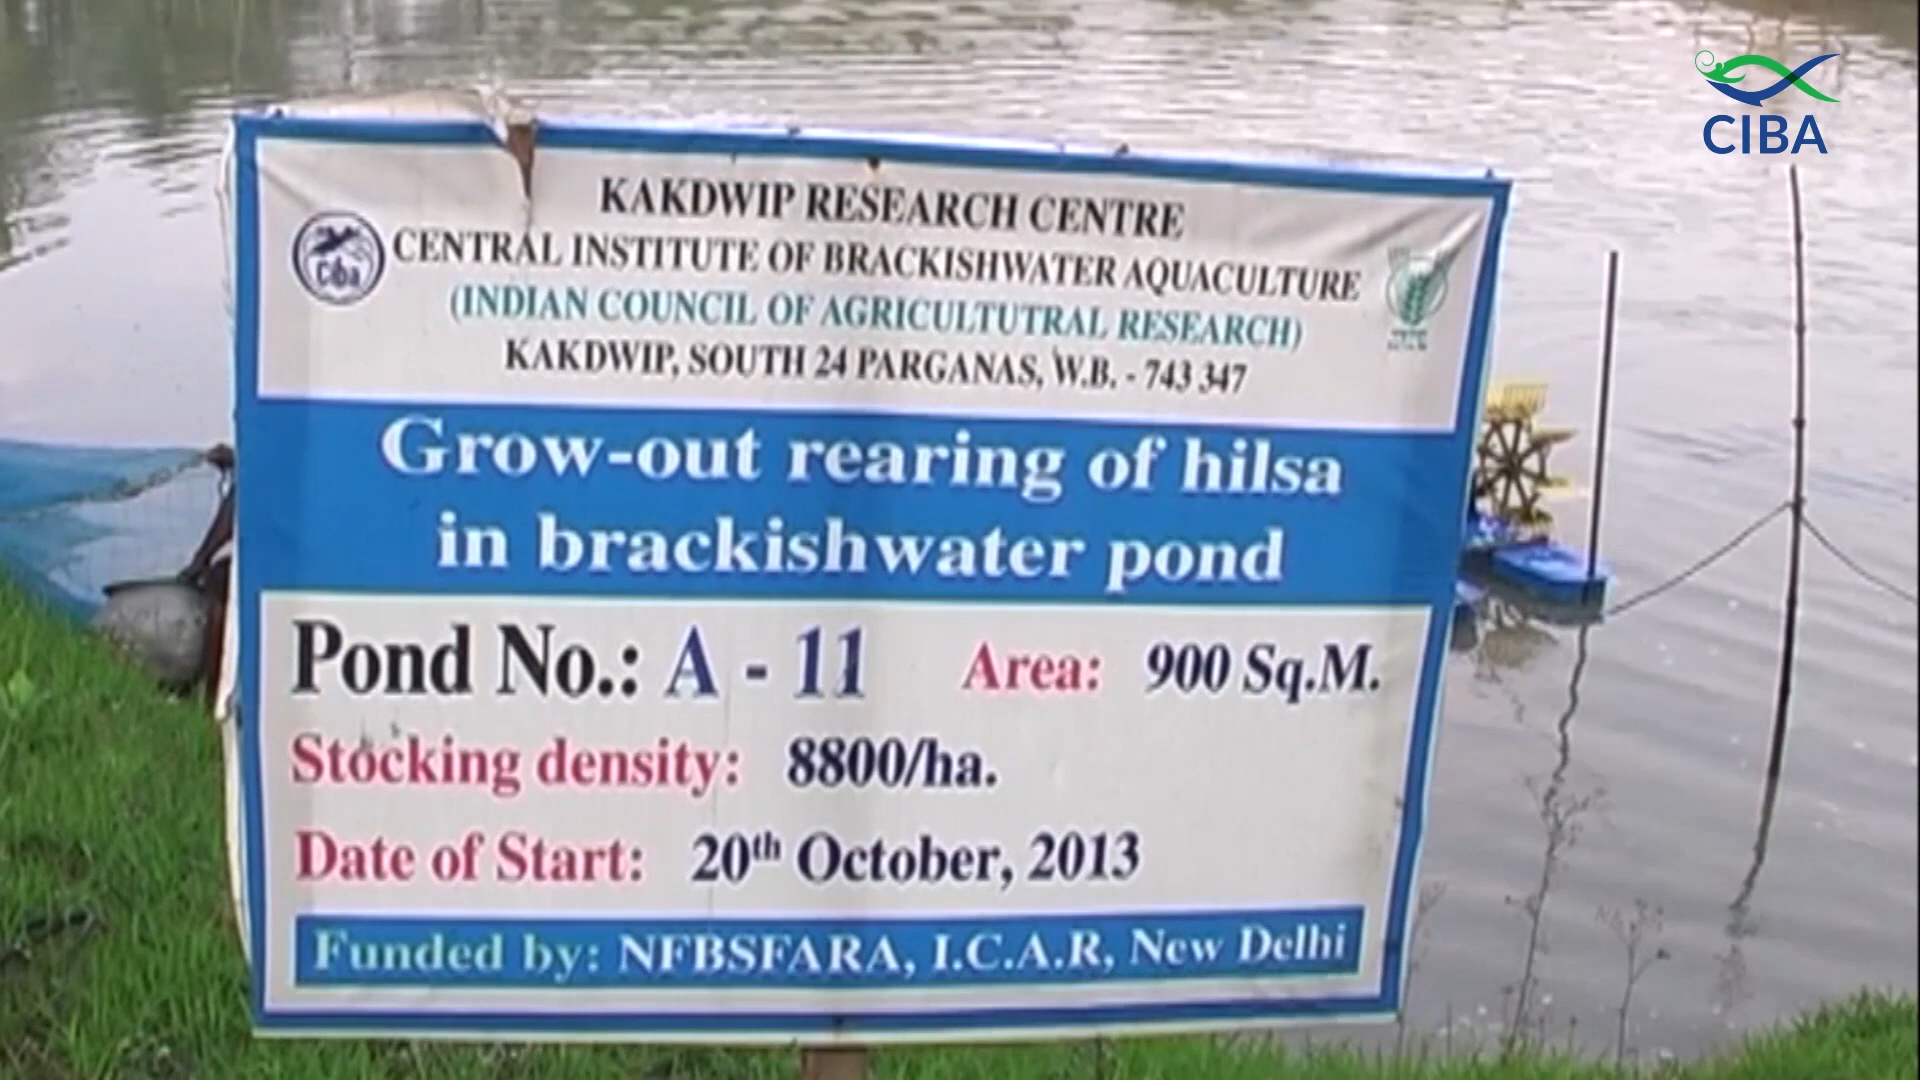 CIBA
KAKDWIP RESEARCH CENTRE
Ciba
CENTRAL INSTITUTE OF BRACKISHWATER AQUACULTURE
(INDIAN COUNCIL OF AGRICULTUTRAL RESEARCH)
KAKDWIP, SOUTH 24 PARGANAS, W.B. - 743 347
Grow-out rearing of hilsa
in brackishwater pond
Pond No.: A - 11 Area: 900 Sq.M.
Stocking density: 8800/ha.
Date of Start: 20th October, 2013
Funded by: NFBSFARA, I.C.A.R, New Delhi